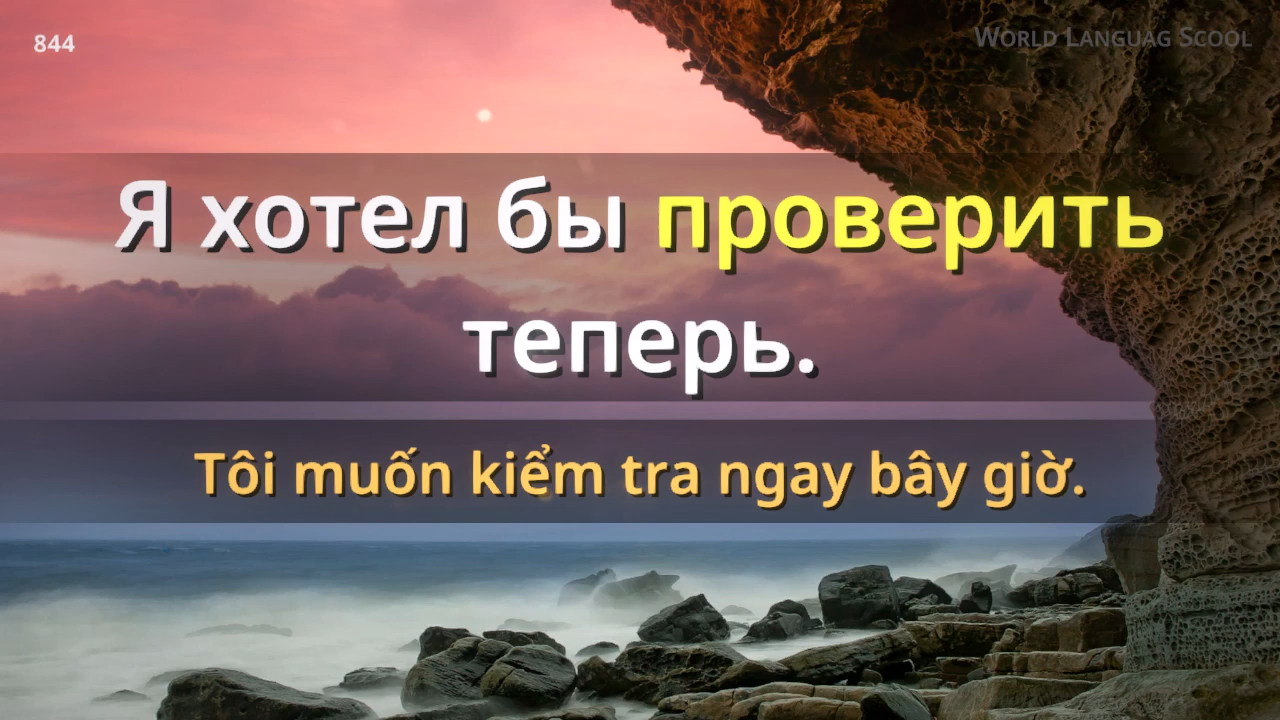 844
World Languag Scool
Я хотел бы проверить
теперь.
Tôi muốn kiểm tra ngay bây giờ.